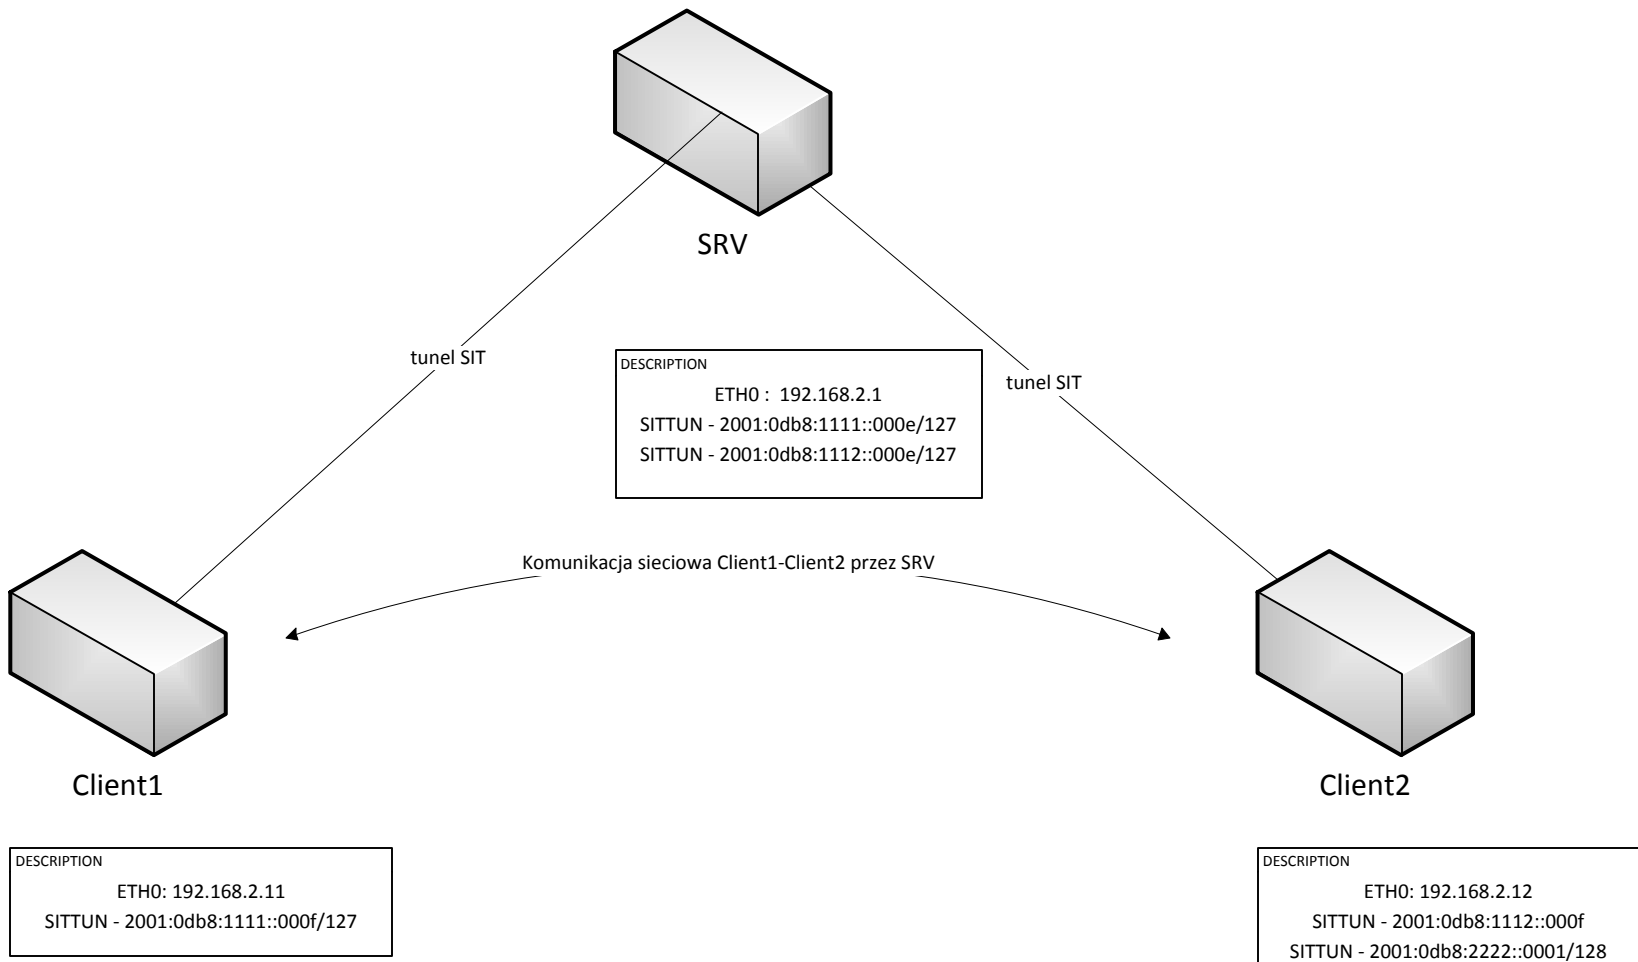 SRV
tunel SIT
DESCRIPTION
ETH0 : 192.168.2.1
SITTUN - 2001:0db8:1111::000e/127
SITTUN - 2001:0db8:1112::000e/127
tunel SIT
Komunikacja sieciowa Client1-Client2 przez SRV
Client1
Client2
DESCRIPTION
ETH0: 192.168.2.11
SITTUN - 2001:0db8:1111::000f/127
DESCRIPTION
ETH0: 192.168.2.12
SITTUN - 2001:0db8:1112::000f
SITTUN - 2001:0db8:2222::0001/128